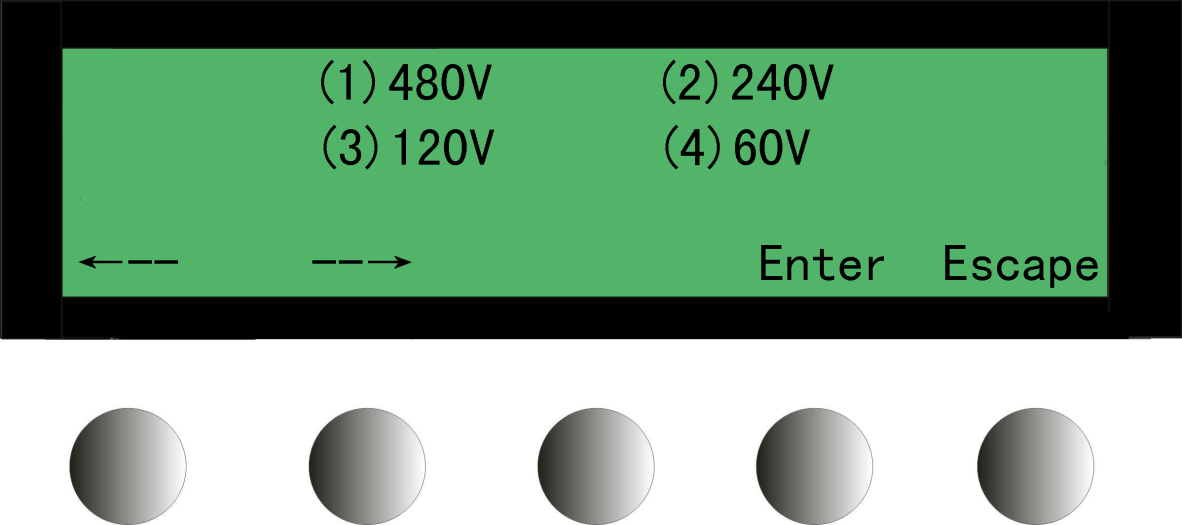 (1)480V (2)240V
(3)120V (4)60V
←-- --→ Enter Escape